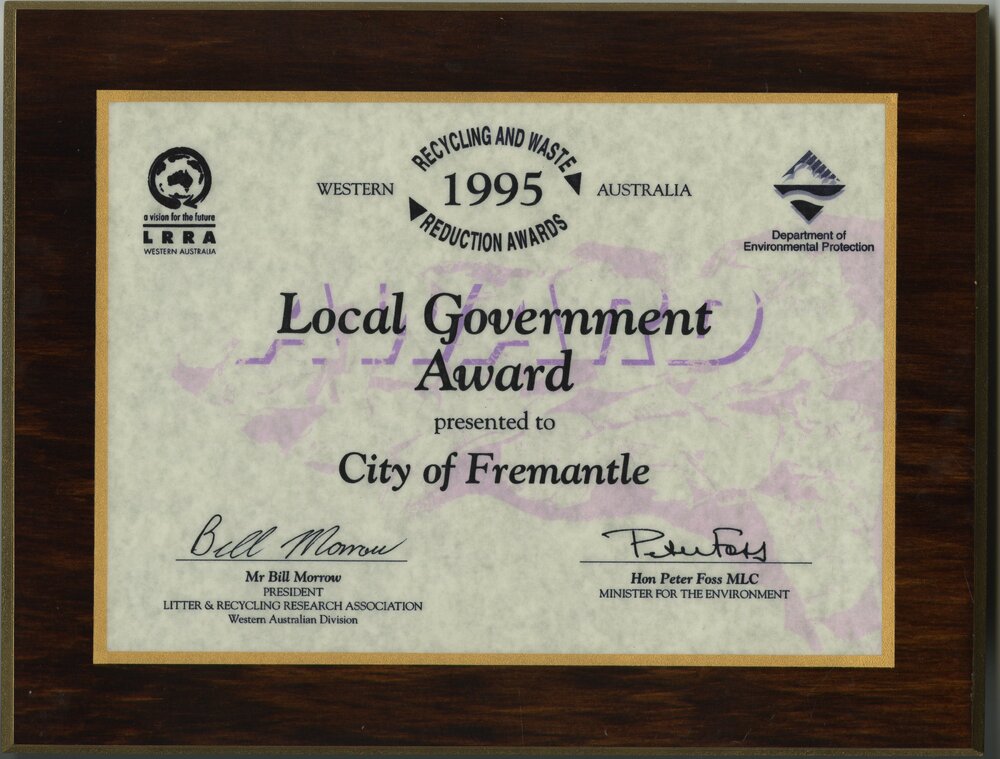 RECYCLING AND WASTE
WESTERN 1995 AUSTRALIA
REDUCTION AWARDS
a vision for the future
LRRA
WESTERN AUSTRALIA
Department of
Environmental Protection
AWARD
Local Government
Award
presented to
City of Fremantle
Bill Morrow
Peter Foss
Mr Bill Morrow
PRESIDENT
LITTER & RECYCLING RESEARCH ASSOCIATION
Western Australian Division
Hon Peter Foss MLC
MINISTER FOR THE ENVIRONMENT